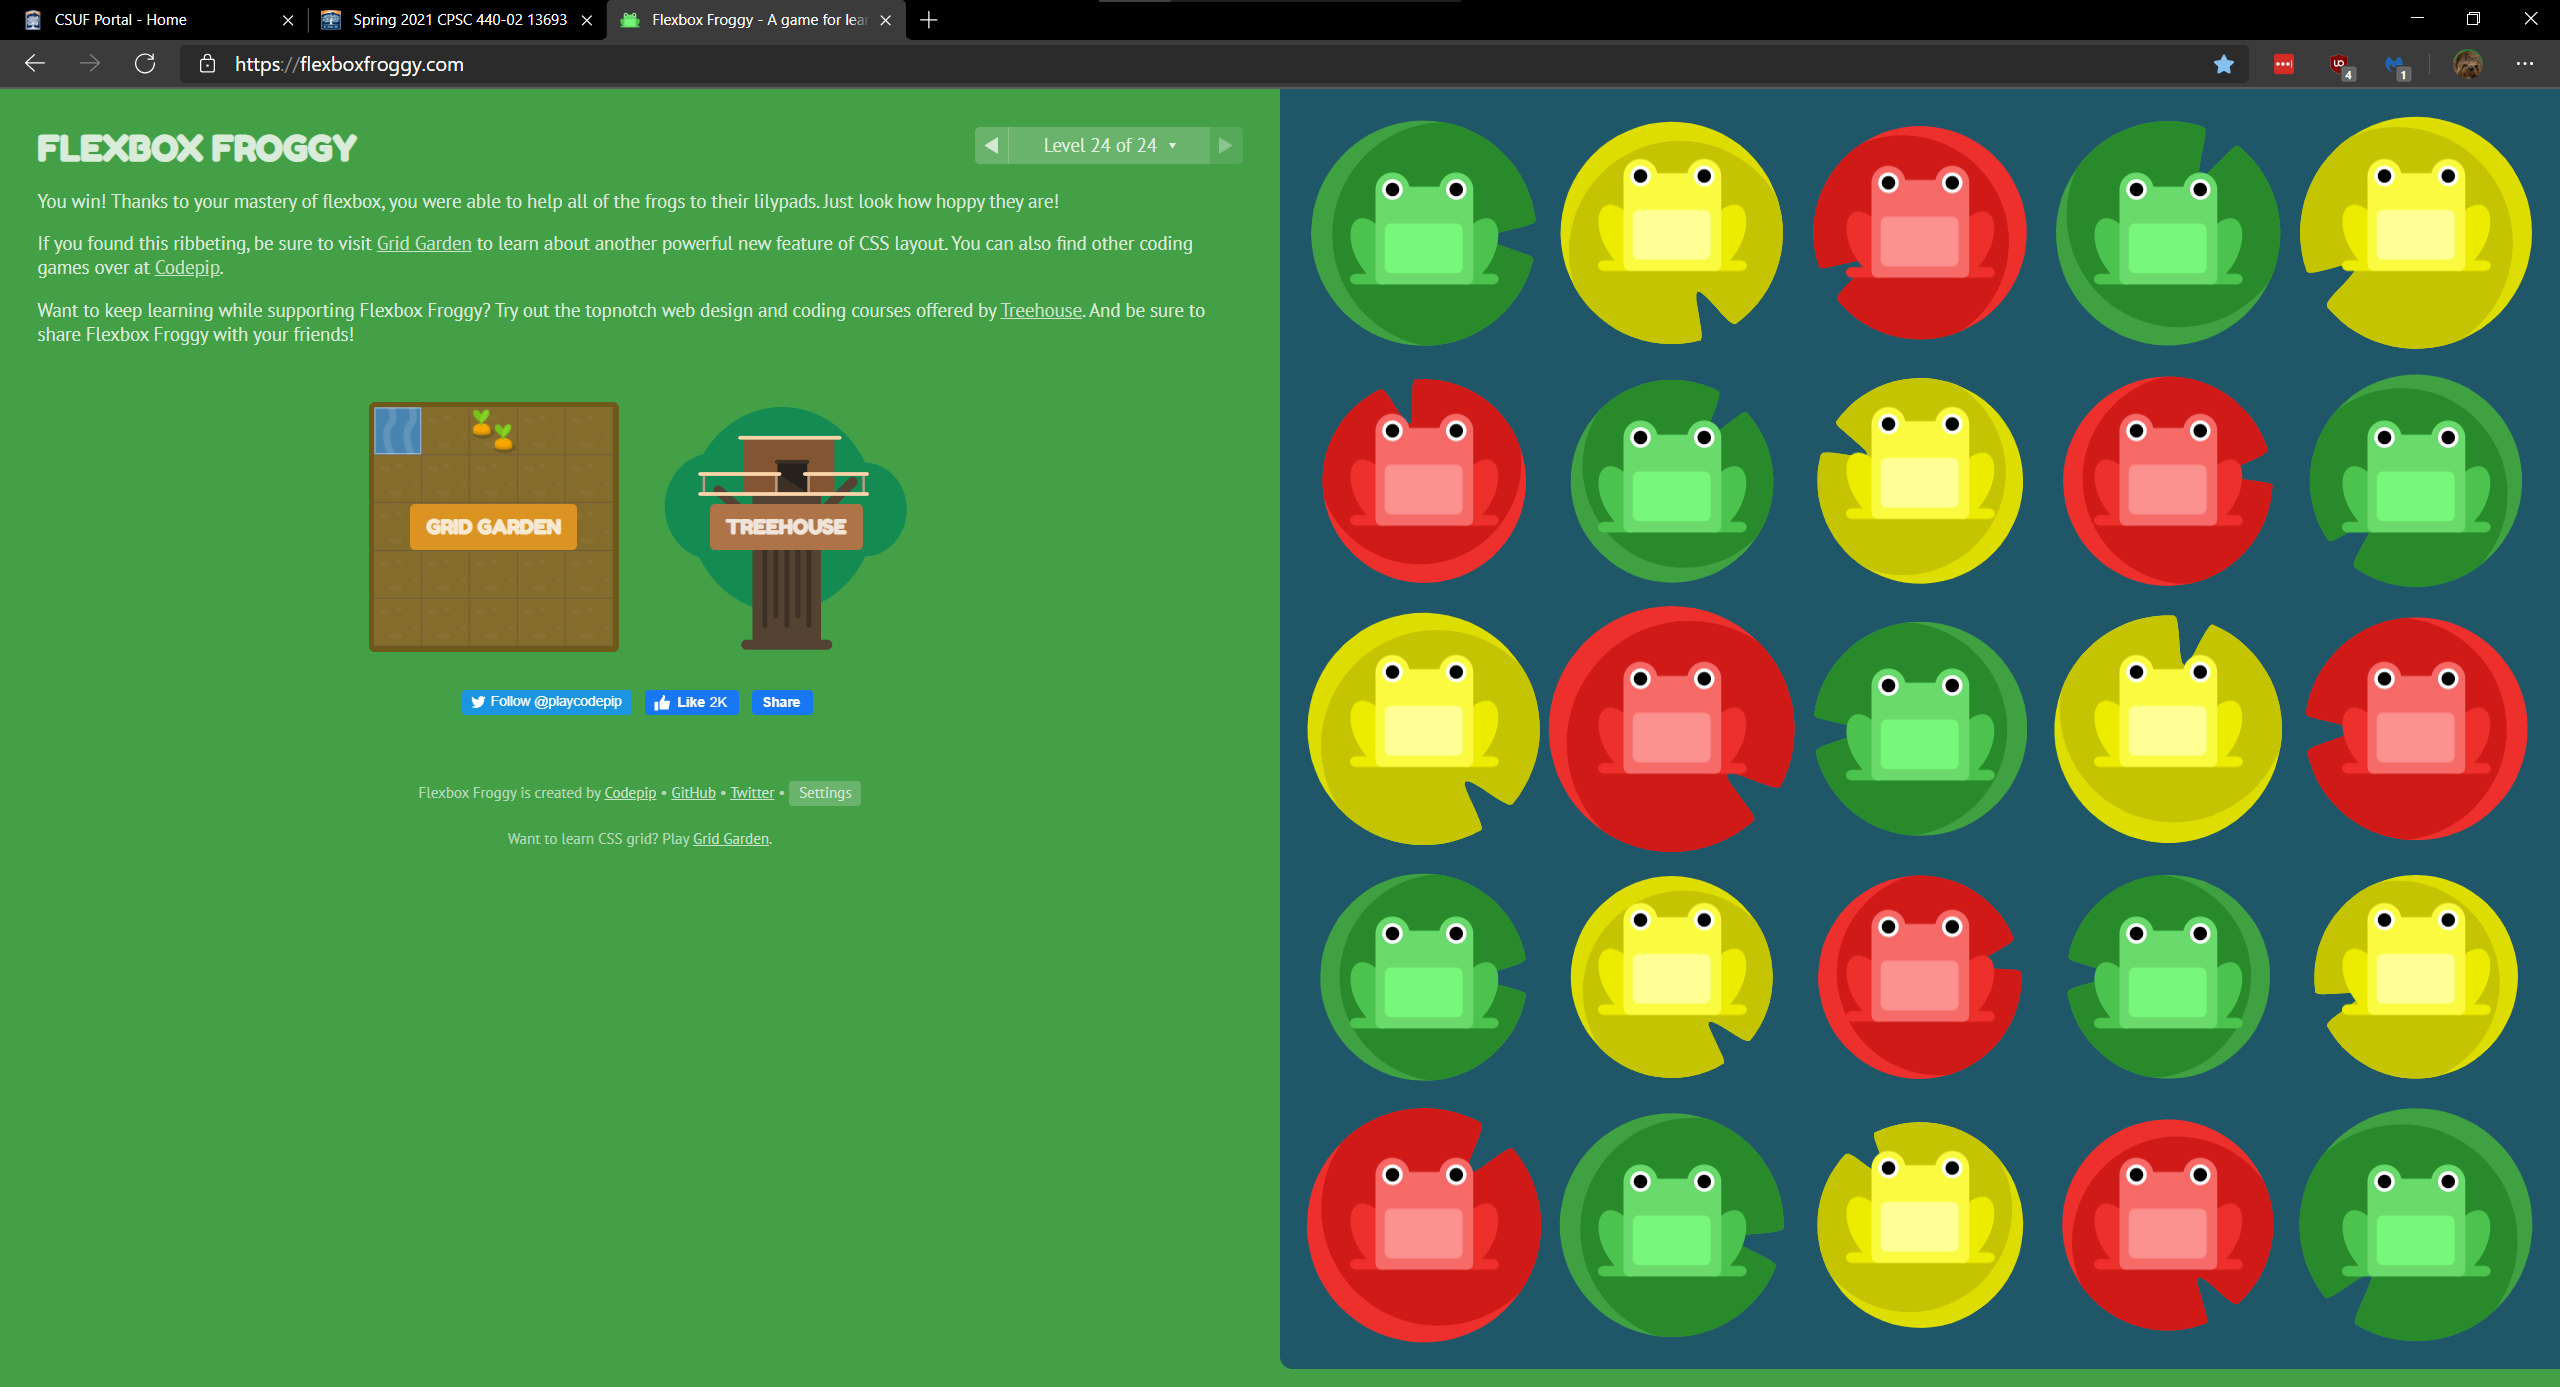 CSUF Portal - Home
Spring 2021 CPSC 440-02 13693
Flexbox Froggy - A game for lear
https://flexboxfroggy.com
4
1
FLEXBOX FROGGY
Level 24 of 24
You win! Thanks to your mastery of flexbox, you were able to help all of the frogs to their lilypads. Just look how hoppy they are!
If you found this ribbeting, be sure to visit Grid Garden to learn about another powerful new feature of CSS layout. You can also find other coding
games over at Codepip.
Want to keep learning while supporting Flexbox Froggy? Try out the topnotch web design and coding courses offered by Treehouse. And be sure to
share Flexbox Froggy with your friends!
GRID GARDEN
TREEHOUSE
Follow @playcodepip
Like 2K
Share
Flexbox Froggy is created by Codepip • GitHub • Twitter • Settings
Want to learn CSS grid? Play Grid Garden.